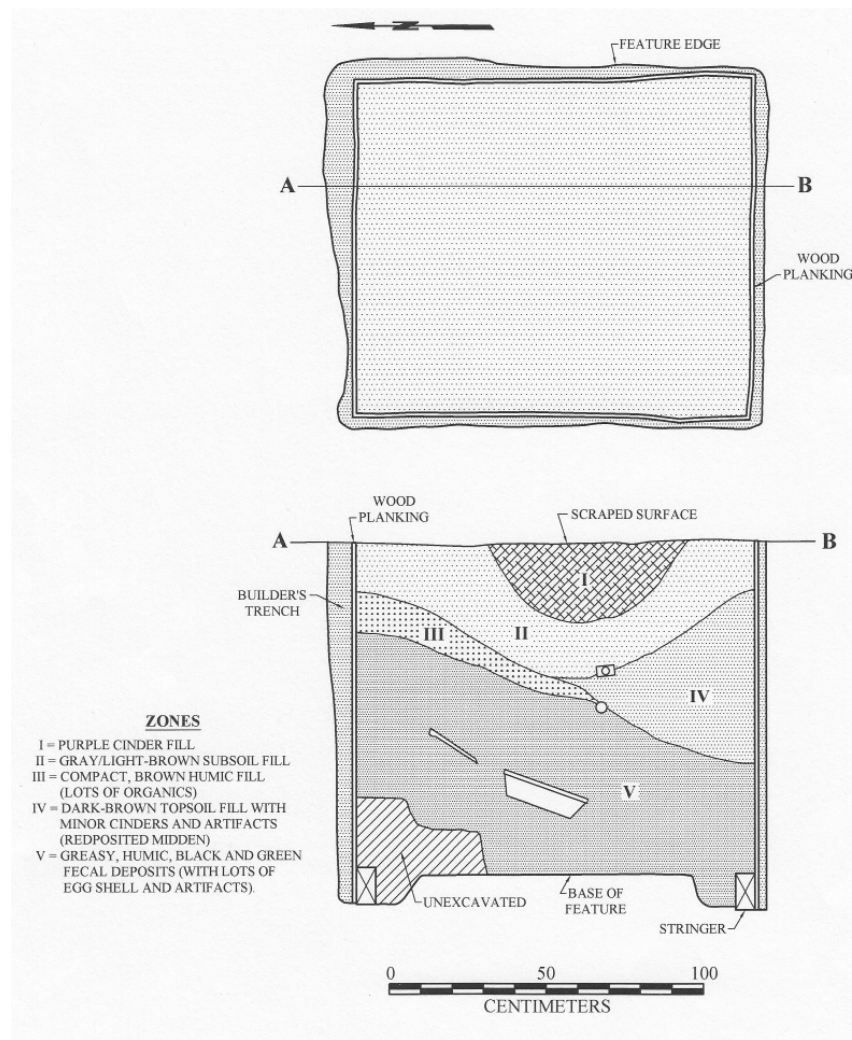 N
FEATURE EDGE
A
B
WOOD
PLANKING
WOOD
PLANKING
SCRAPED SURFACE
A
B
BUILDER'S
TRENCH
I
II
III
IV
V
ZONES
I = PURPLE CINDER FILL
II = GRAY/LIGHT-BROWN SUBSOIL FILL
III = COMPACT, BROWN HUMIC FILL
(LOTS OF ORGANICS)
IV = DARK-BROWN TOPSOIL FILL WITH
MINOR CINDERS AND ARTIFACTS
(REDPOSITED MIDDEN)
V = GREASY, HUMIC, BLACK AND GREEN
FECAL DEPOSITS (WITH LOTS OF
EGG SHELL AND ARTIFACTS).
UNEXCAVATED
BASE OF
FEATURE
STRINGER
0 50 100
CENTIMETERS